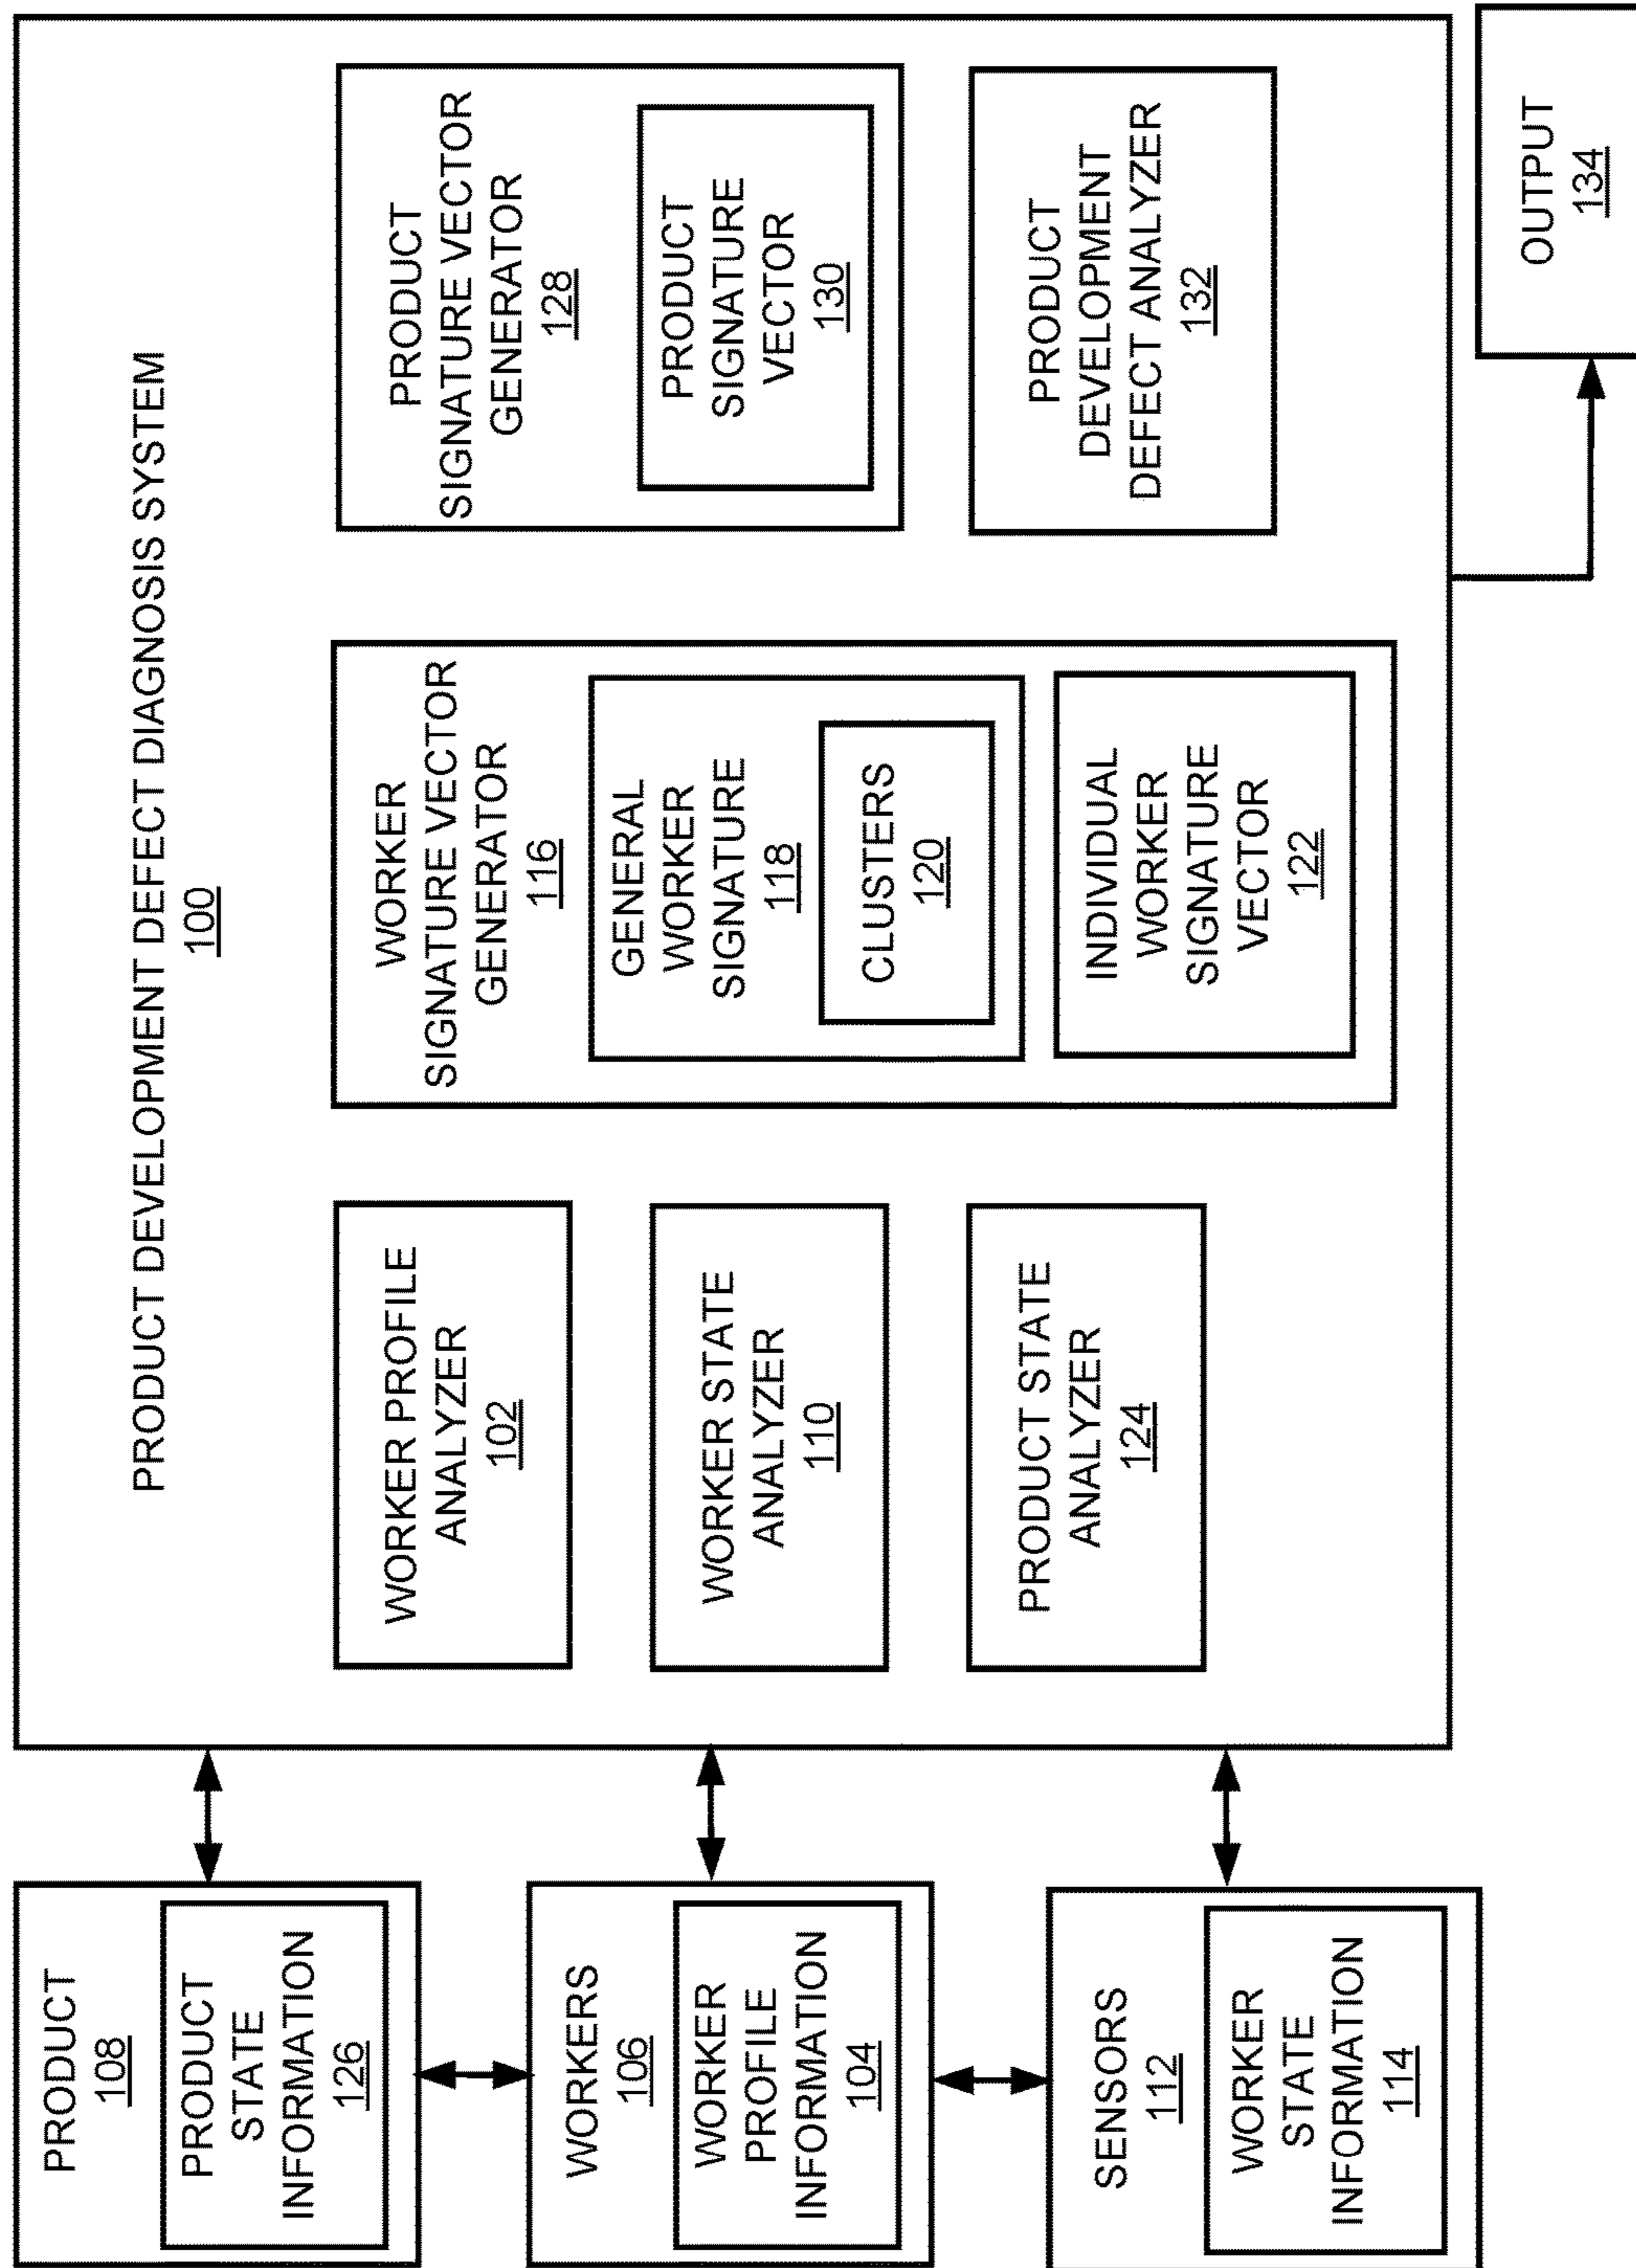 PRODUCT DEVELOPMENT DEFECT DIAGNOSIS SYSTEM
100
PRODUCT
108
PRODUCT
STATE
INFORMATION
126
WORKERS
106
WORKER
PROFILE
INFORMATION
104
SENSORS
112
WORKER
STATE
INFORMATION
114
WORKER PROFILE
ANALYZER
102
WORKER STATE
ANALYZER
110
PRODUCT STATE
ANALYZER
124
WORKER
SIGNATURE VECTOR
GENERATOR
116
GENERAL
WORKER
SIGNATURE
118
CLUSTERS
120
INDIVIDUAL
WORKER
SIGNATURE
VECTOR
122
PRODUCT
SIGNATURE VECTOR
GENERATOR
128
PRODUCT
SIGNATURE
VECTOR
130
PRODUCT
DEVELOPMENT
DEFECT ANALYZER
132
OUTPUT
134